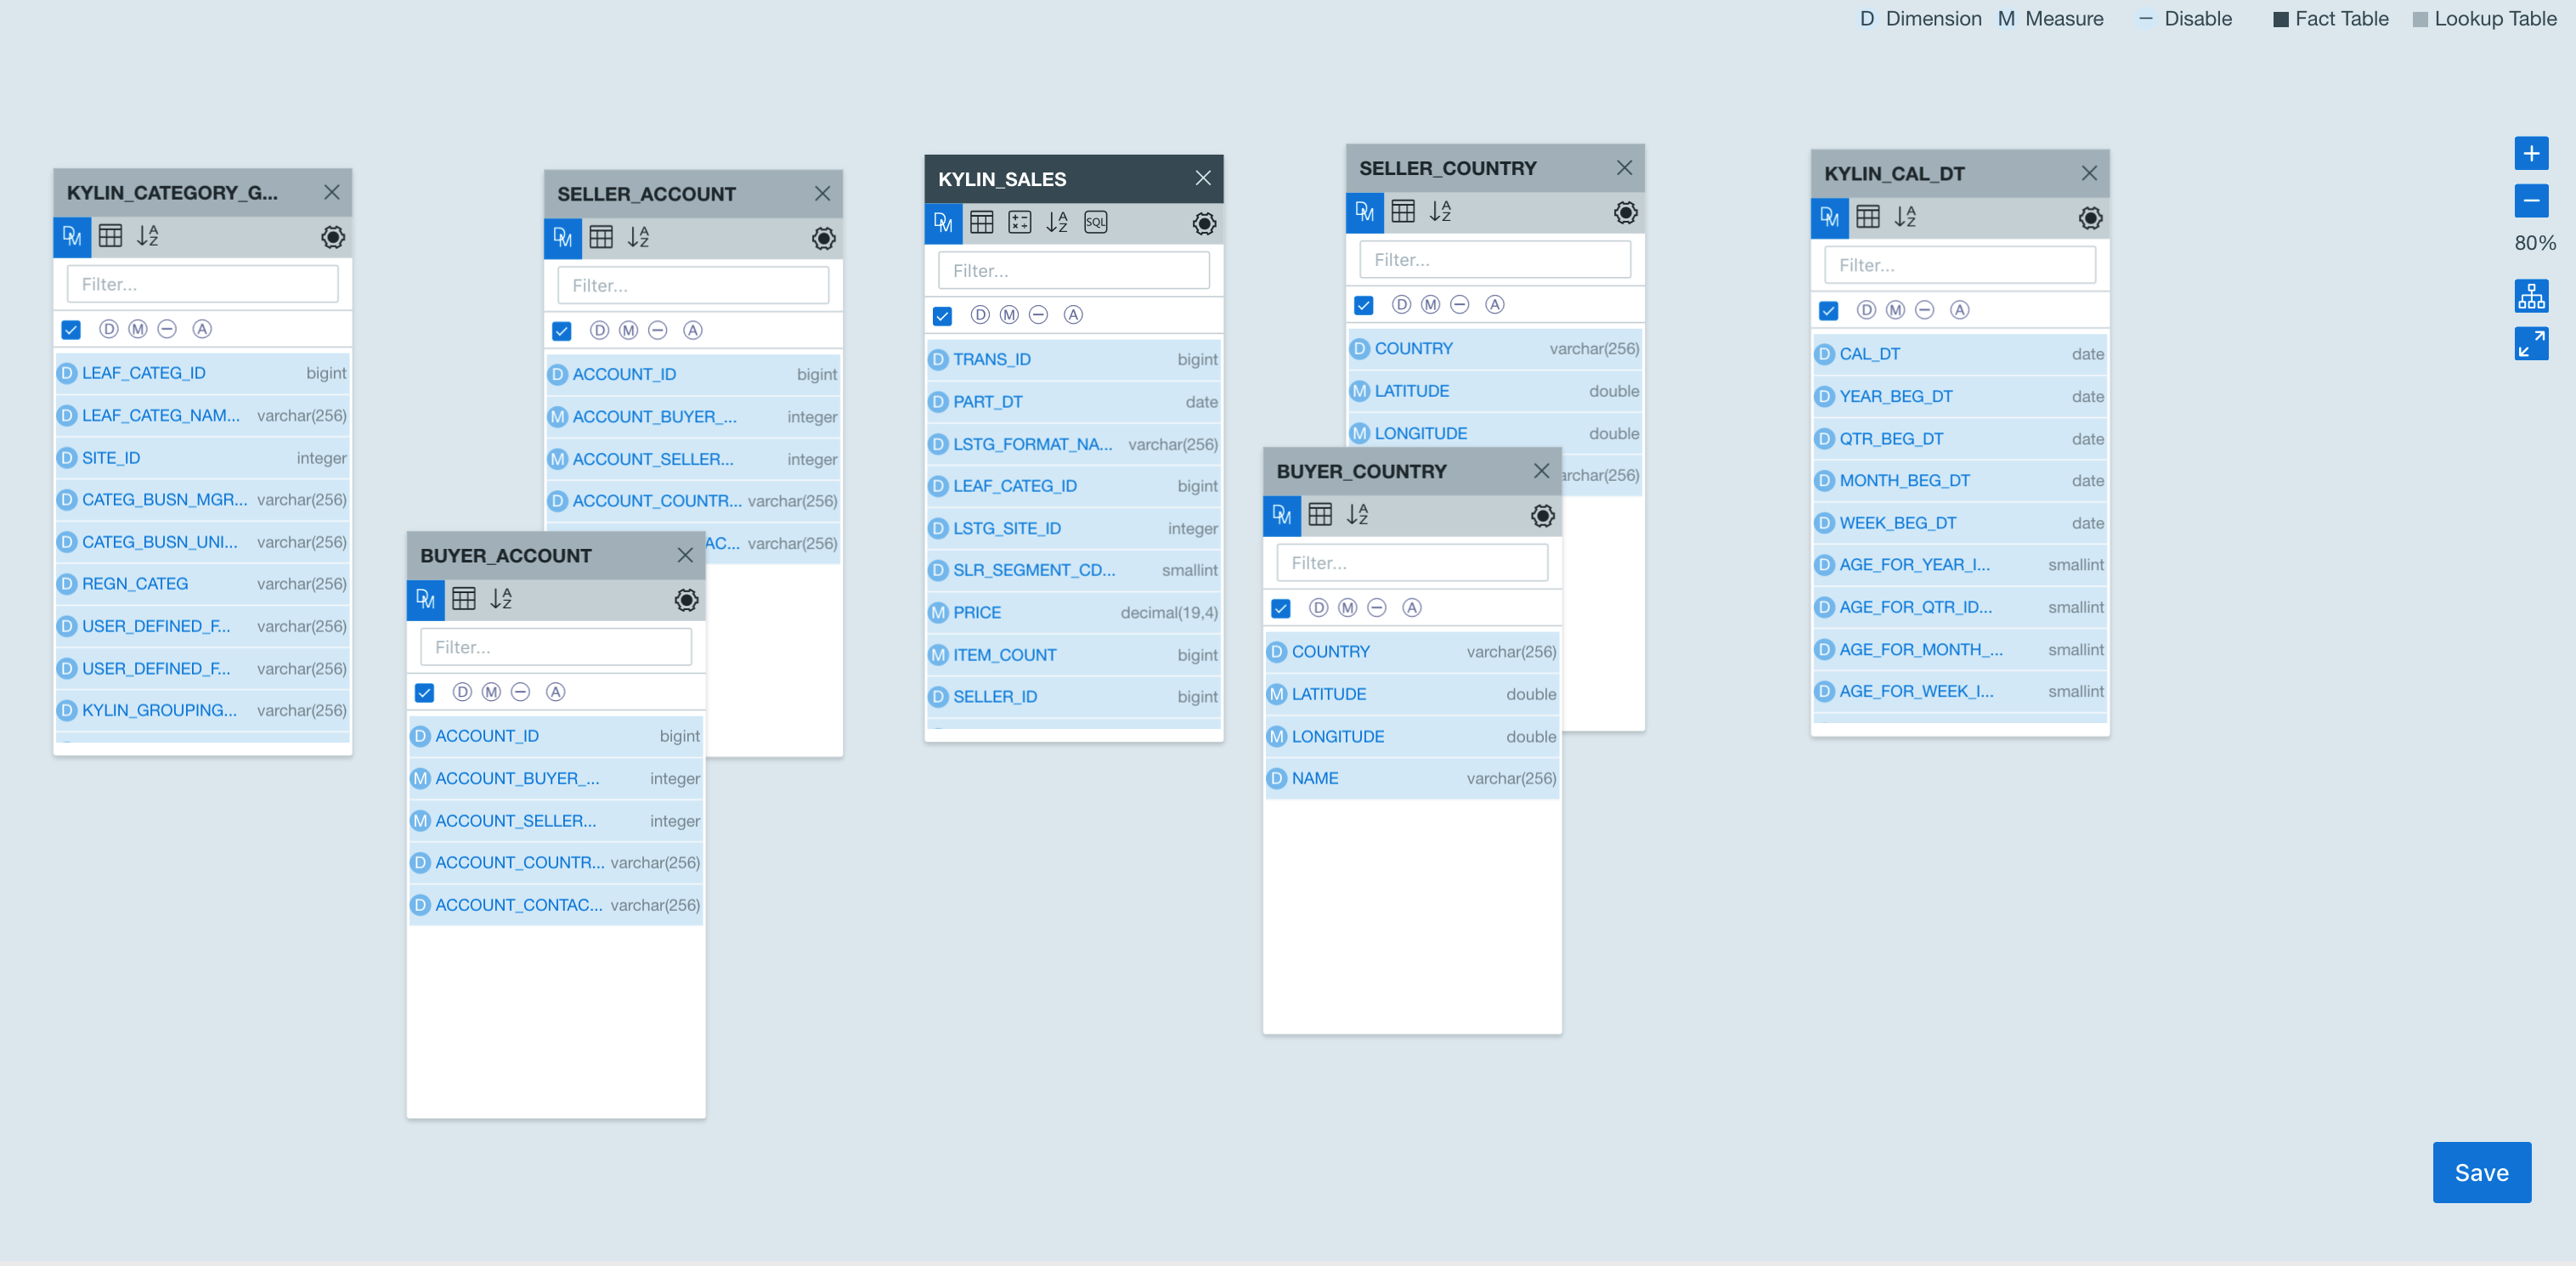 D Dimension M Measure − Disable Fact Table Lookup Table
KYLIN_CATEGORY_G...
Filter...
D M − A
D LEAF_CATEG_ID bigint
D LEAF_CATEG_NAM... varchar(256)
D SITE_ID integer
D CATEG_BUSN_MGR... varchar(256)
D CATEG_BUSN_UNI... varchar(256)
D REGN_CATEG varchar(256)
D USER_DEFINED_F... varchar(256)
D USER_DEFINED_F... varchar(256)
D KYLIN_GROUPING... varchar(256)
SELLER_ACCOUNT
Filter...
D M − A
D ACCOUNT_ID bigint
M ACCOUNT_BUYER_... integer
M ACCOUNT_SELLER... integer
D ACCOUNT_COUNTR... varchar(256)
AC... varchar(256)
BUYER_ACCOUNT
Filter...
D M − A
D ACCOUNT_ID bigint
M ACCOUNT_BUYER_... integer
M ACCOUNT_SELLER... integer
D ACCOUNT_COUNTR... varchar(256)
D ACCOUNT_CONTAC... varchar(256)
KYLIN_SALES
SQL
Filter...
D M − A
D TRANS_ID bigint
D PART_DT date
D LSTG_FORMAT_NA... varchar(256)
D LEAF_CATEG_ID bigint
D LSTG_SITE_ID integer
D SLR_SEGMENT_CD... smallint
M PRICE decimal(19,4)
M ITEM_COUNT bigint
D SELLER_ID bigint
SELLER_COUNTRY
Filter...
D M − A
D COUNTRY varchar(256)
M LATITUDE double
M LONGITUDE double
archar(256)
BUYER_COUNTRY
Filter...
D M − A
D COUNTRY varchar(256)
M LATITUDE double
M LONGITUDE double
D NAME varchar(256)
KYLIN_CAL_DT
Filter...
D M − A
D CAL_DT date
D YEAR_BEG_DT date
D QTR_BEG_DT date
D MONTH_BEG_DT date
D WEEK_BEG_DT date
D AGE_FOR_YEAR_I... smallint
D AGE_FOR_QTR_ID... smallint
D AGE_FOR_MONTH_... smallint
D AGE_FOR_WEEK_I... smallint
80%
Save